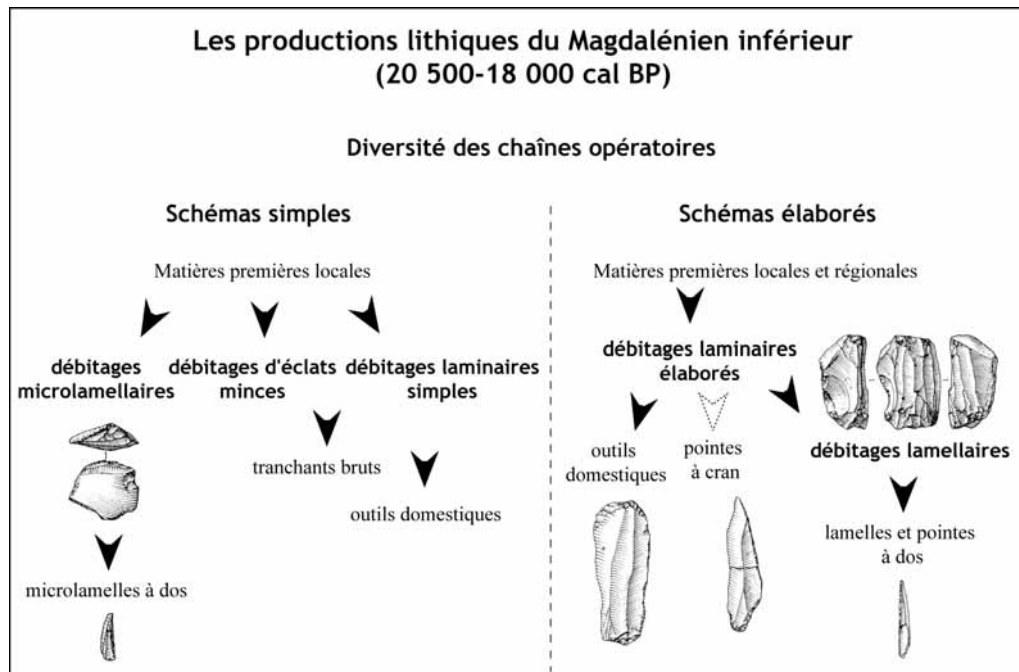 Les productions lithiques du Magdalénien inférieur
(20 500-18 000 cal BP)
Diversité des chaînes opératoires
Schémas simples
Matières premières locales
débitages
microlamellaires
débitages d'éclats
minces
débitages laminaires
simples
tranchants bruts
outils domestiques
microlamelles à dos
Schémas élaborés
Matières premières locales et régionales
débitages laminaires
élaborés
outils
domestiques
pointes
à cran
débitages lamellaires
lamelles et pointes
à dos